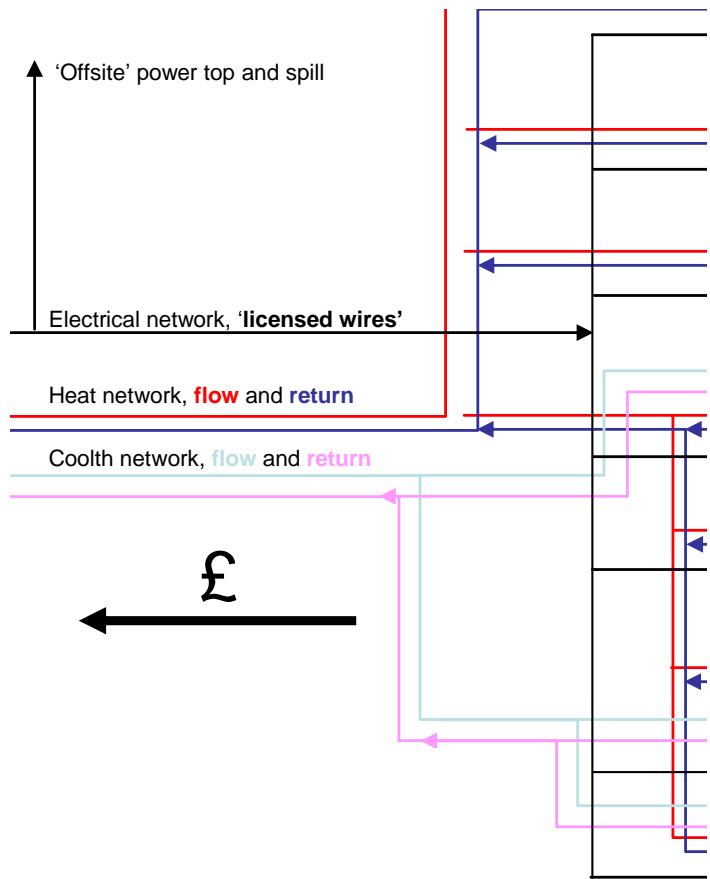 ‘Offsite’ power top and spill
Electrical network, ‘licensed wires’
Heat network, flow and return
Coolth network, flow and return
£